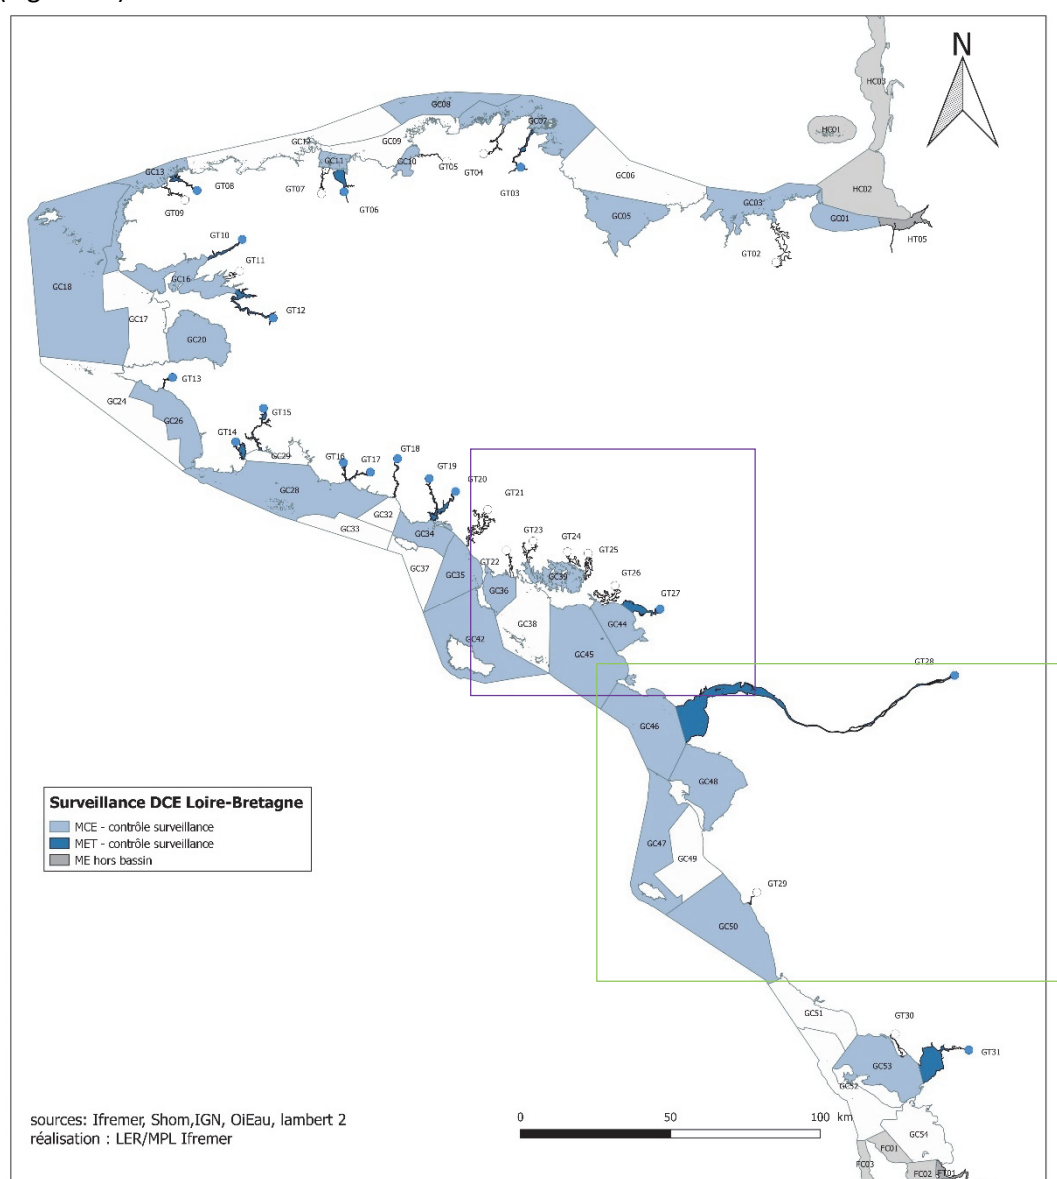 N
HC03
GC08
GC07
HC01
GC12
GC09
GC11
GC10
GT05
GC13
GT04
GC06
HC02
GT08
GT07
GT03
GT09
GT06
GC03
GC05
GC01
HT05
GT10
GT02
GT11
GC16
GC18
GT12
GC17
GC20
GT13
GC24
GC26
GT15
GT14
GC29
GT16
GT17
GT18
GT19
GT20
GC28
GT21
GC32
GC33
GC34
GT23
GT24
GT25
GT22
GC37
GC35
GC39
GC36
GT26
GT27
GC38
GC44
GC42
GC45
GT28
GC46
GC48
Surveillance DCE Loire-Bretagne
MCE - contrôle surveillance
MET - contrôle surveillance
ME hors bassin
GC47
GC49
GT29
GC50
GC51
GT30
GT31
GC53
GC52
sources: Ifremer, Shom,IGN, OiEau, lambert 2
réalisation : LER/MPL Ifremer
0 50 100 km
GC54
FC01
FC03
FC02
FT01